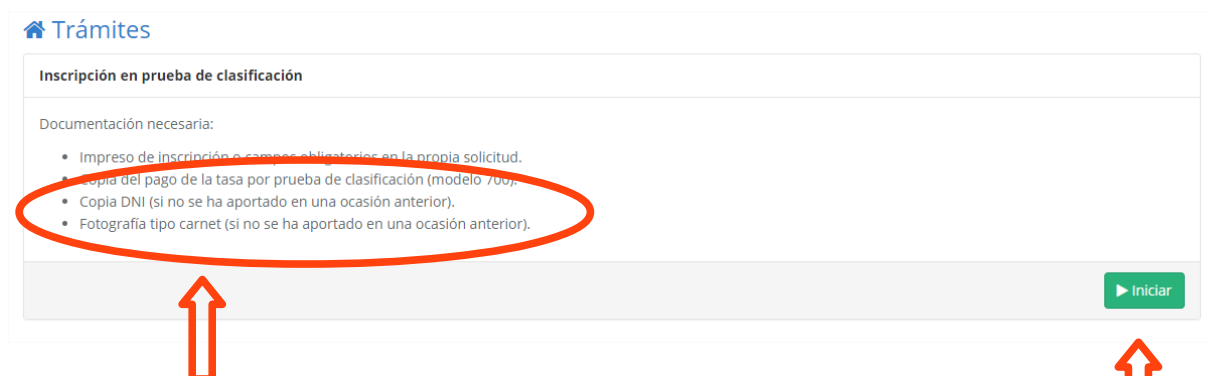 Trámites
Inscripción en prueba de clasificación
Documentación necesaria:
• Impreso de inscripción o campos obligatorios en la propia solicitud.
• Copia del pago de la tasa por prueba de clasificación (modelo 700).
• Copia DNI (si no se ha aportado en una ocasión anterior).
• Fotografía tipo carnet (si no se ha aportado en una ocasión anterior).
Iniciar